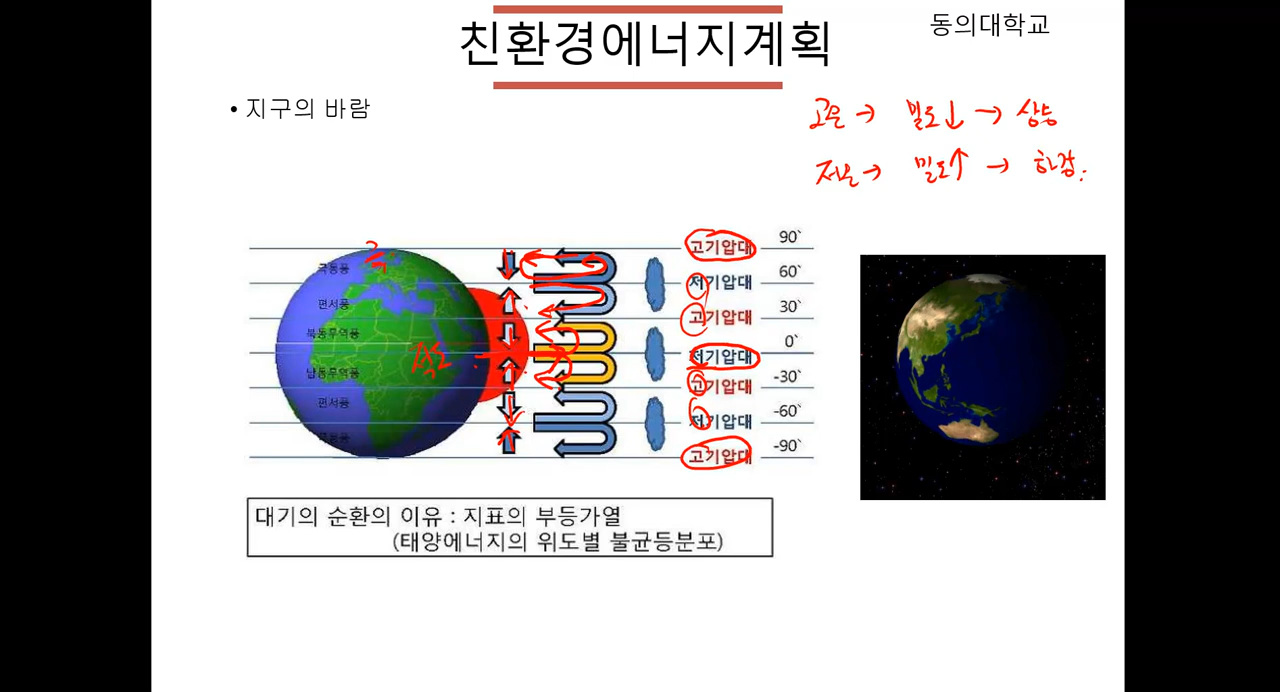 친환경에너지계획
동의대학교
• 지구의 바람
고온 → 밀도↓ → 상승
저온 → 밀도↑ → 하강.
고기압대 90`
극
극동풍
저기압대 60`
편서풍
고기압대 30`
북동무역풍
저기압대 0`
적도
남동무역풍
고기압대 -30`
편서풍
저기압대 -60`
극동풍
고기압대 -90`
대기의 순환의 이유 : 지표의 부등가열
(태양에너지의 위도별 불균등분포)